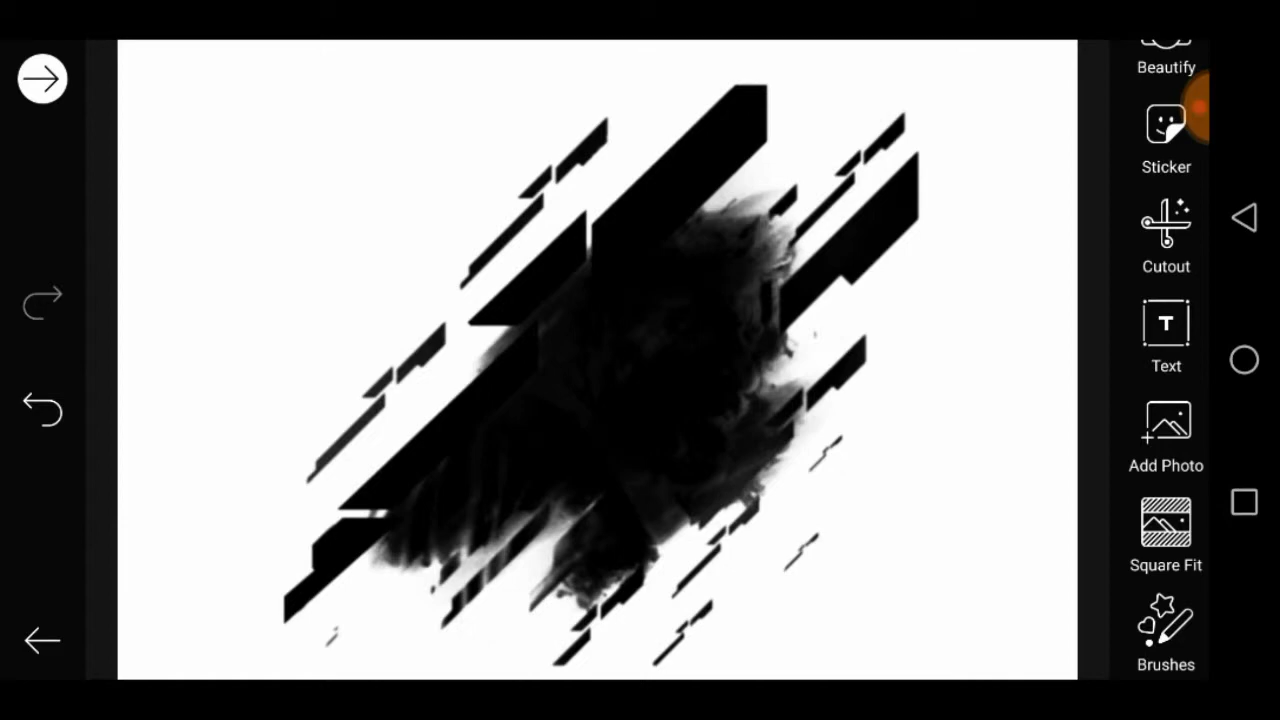 Beautify
Sticker
Cutout
T
Text
Add Photo
Square Fit
Brushes